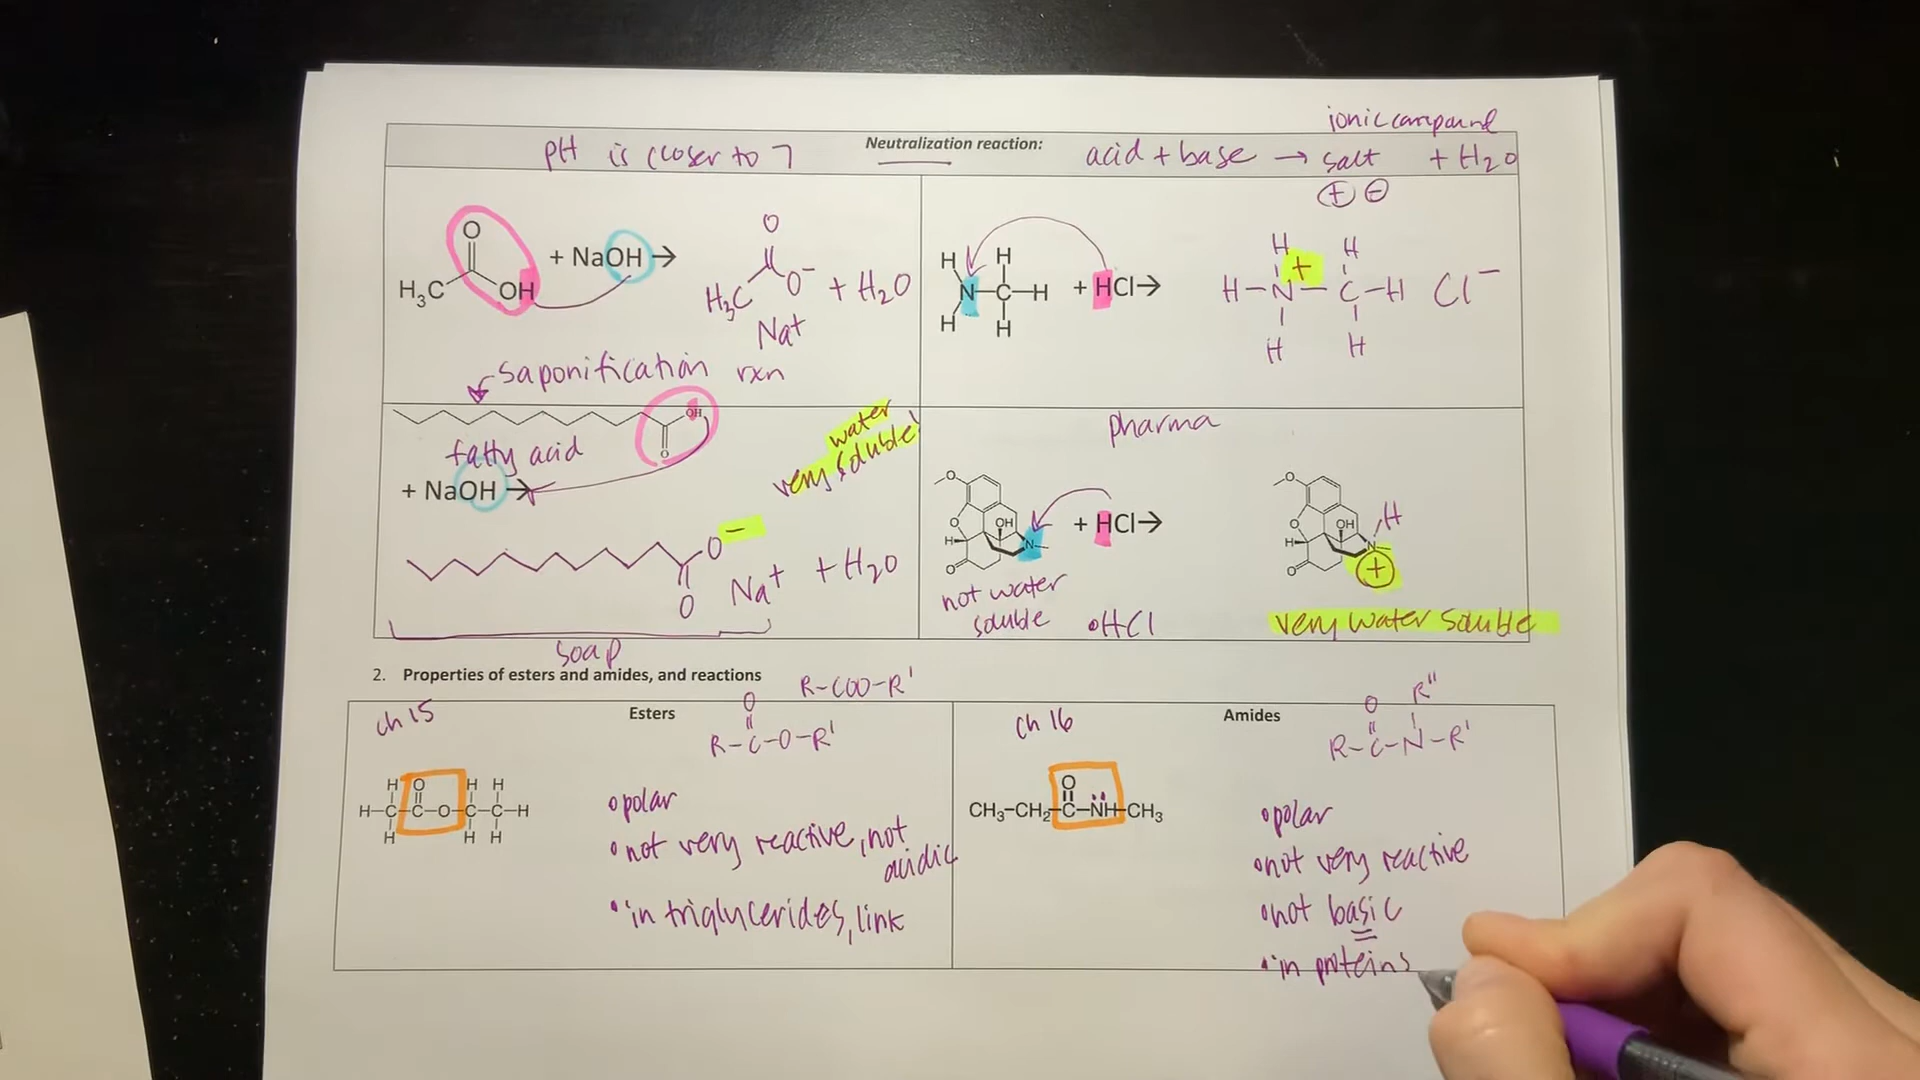 ionic compound
pH is closer to 7 Neutralization reaction: acid + base → salt + H2O
+ −
O
H3C OH + NaOH →
O
H3C O− + H2O
Na+
H H
H N–C–H + HCl →
H H
H H
H–N+–C–H Cl−
H H
saponification rxn
OH
O
fatty acid
+ NaOH →
very water soluble!
O−
O Na+ + H2O
soap
pharma
O
O OH
H N
O
+ HCl →
not water
soluble •HCl
O
O OH H
H N
O +
very water soluble
2. Properties of esters and amides, and reactions
ch 15 Esters R–COO–R'
O
R–C–O–R'
H O H H
H–C–C–O–C–C–H
H H H
•polar
•not very reactive, not
acidic
•in triglycerides, link
ch 16 Amides
O R"
R–C–N–R'
O
CH3–CH2–C–NH–CH3
•polar
•not very reactive
•not basic
•in proteins